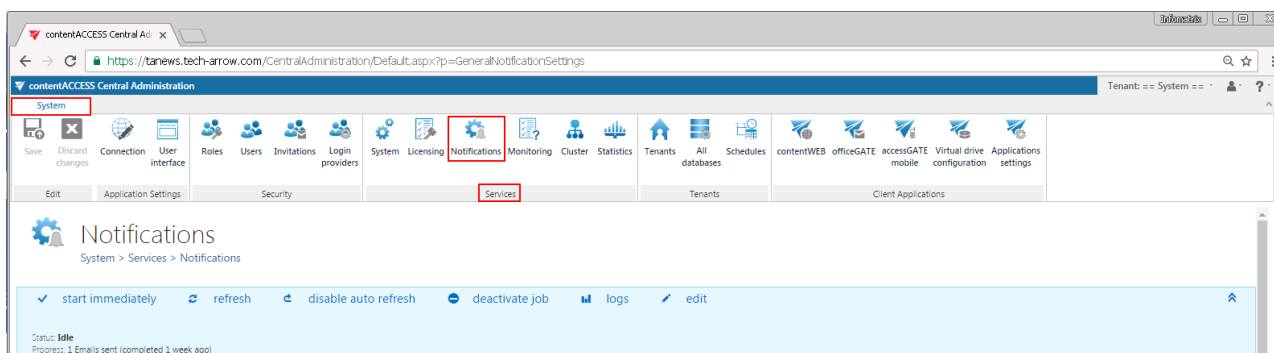 Infometrix
contentACCESS Central Ad
https://tanews.tech-arrow.com/CentralAdministration/Default.aspx?p=GeneralNotificationSettings
contentACCESS Central Administration
Tenant: == System ==
?
System
Save
Discard changes
Connection
User interface
Roles
Users
Invitations
Login providers
System
Licensing
Notifications
Monitoring
Cluster
Statistics
Tenants
All databases
Schedules
contentWEB
officeGATE
accessGATE mobile
Virtual drive configuration
Applications settings
Edit
Application Settings
Security
Services
Tenants
Client Applications
Notifications
System > Services > Notifications
start immediately
refresh
disable auto refresh
deactivate job
logs
edit
Status: Idle
Progress: 1 Emails sent (completed 1 week ago)